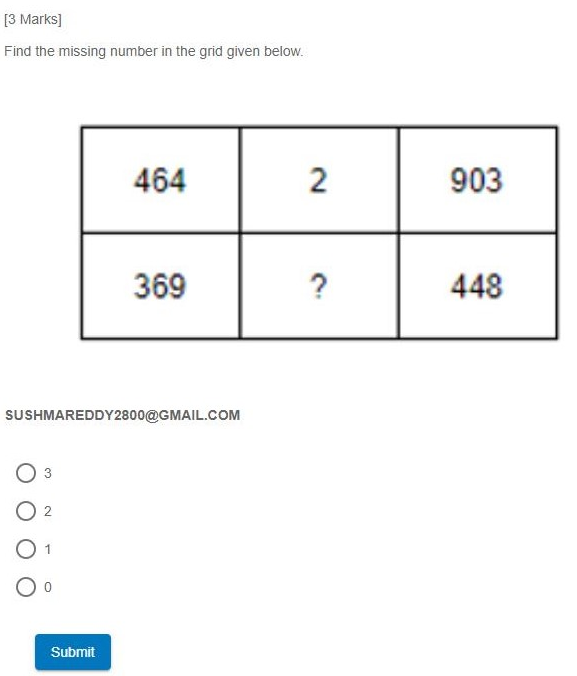 [3 Marks]
Find the missing number in the grid given below.
464 2 903
369 ? 448
SUSHMAREDDY2800@GMAIL.COM
3
2
1
0
Submit